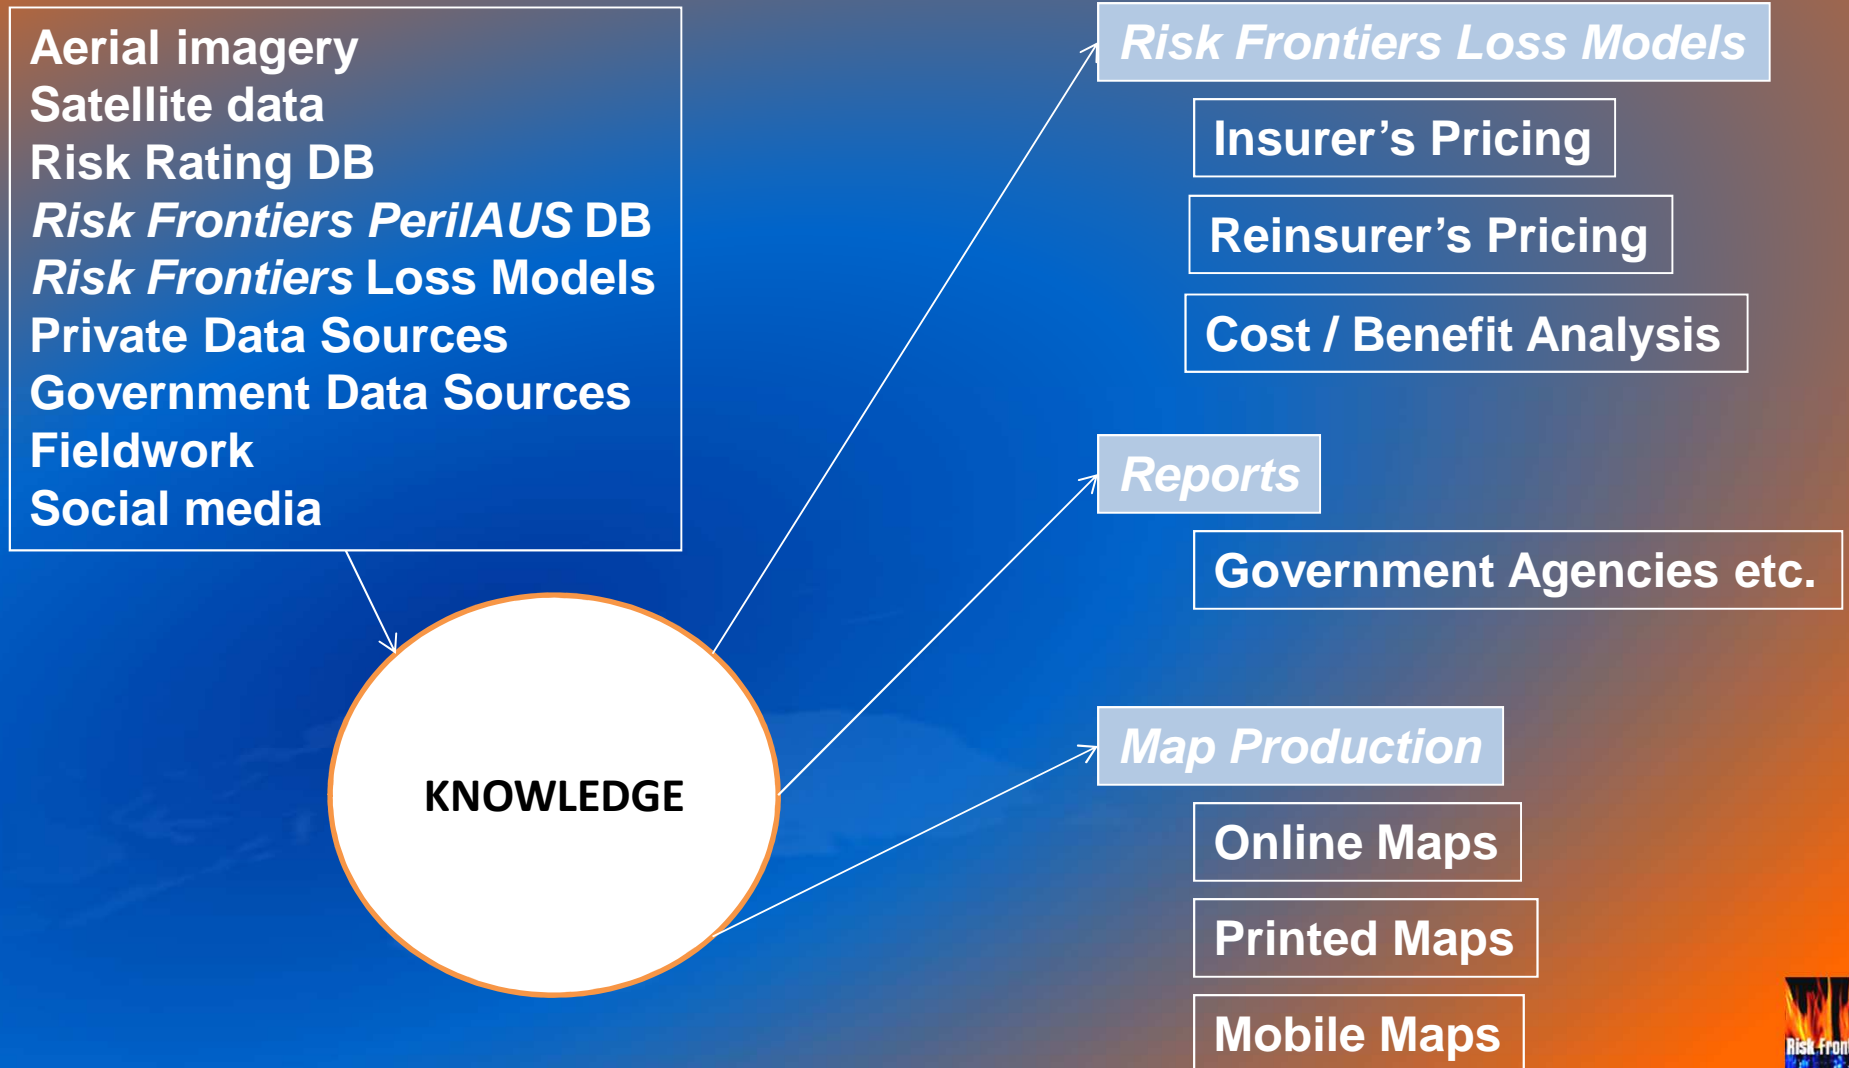 Aerial imagery
Satellite data
Risk Rating DB
Risk Frontiers PerilAUS DB
Risk Frontiers Loss Models
Private Data Sources
Government Data Sources
Fieldwork
Social media
KNOWLEDGE
Risk Frontiers Loss Models
Insurer’s Pricing
Reinsurer’s Pricing
Cost / Benefit Analysis
Reports
Government Agencies etc.
Map Production
Online Maps
Printed Maps
Mobile Maps
Risk Fron